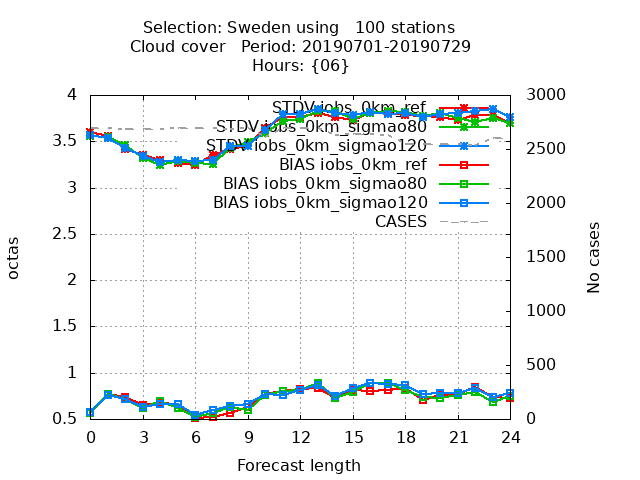 Selection: Sweden using   100 stations
Cloud cover   Period: 20190701-20190729
Hours: {06}
4
3.5
3
2.5
2
1.5
1
0.5
3000
2500
2000
1500
1000
500
0
STDV iobs_0km_ref
STDV iobs_0km_sigmao80
STDV iobs_0km_sigmao120
BIAS iobs_0km_ref
BIAS iobs_0km_sigmao80
BIAS iobs_0km_sigmao120
CASES
octas
No cases
0 3 6 9 12 15 18 21 24
Forecast length